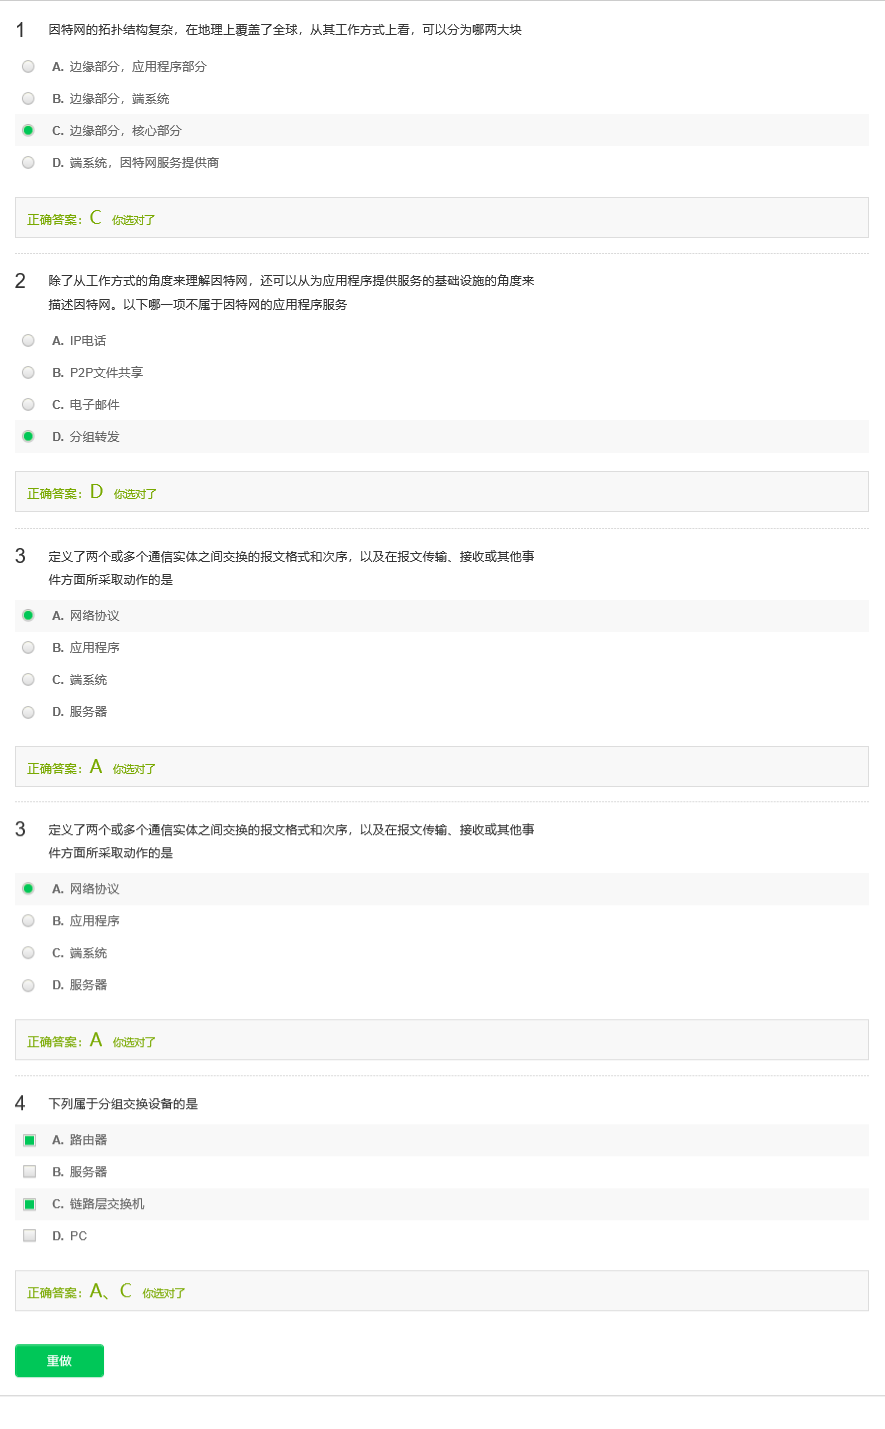 1 因特网的拓扑结构复杂，在地理上覆盖了全球，从其工作方式上看，可以分为哪两大块
A. 边缘部分，应用程序部分
B. 边缘部分，端系统
C. 边缘部分，核心部分
D. 端系统，因特网服务提供商
正确答案：C 你选对了
2 除了从工作方式的角度来理解因特网，还可以从为应用程序提供服务的基础设施的角度来
描述因特网。以下哪一项不属于因特网的应用程序服务
A. IP电话
B. P2P文件共享
C. 电子邮件
D. 分组转发
正确答案：D 你选对了
3 定义了两个或多个通信实体之间交换的报文格式和次序，以及在报文传输、接收或其他事
件方面所采取动作的是
A. 网络协议
B. 应用程序
C. 端系统
D. 服务器
正确答案：A 你选对了
3 定义了两个或多个通信实体之间交换的报文格式和次序，以及在报文传输、接收或其他事
件方面所采取动作的是
A. 网络协议
B. 应用程序
C. 端系统
D. 服务器
正确答案：A 你选对了
4 下列属于分组交换设备的是
A. 路由器
B. 服务器
C. 链路层交换机
D. PC
正确答案：A、C 你选对了
重做